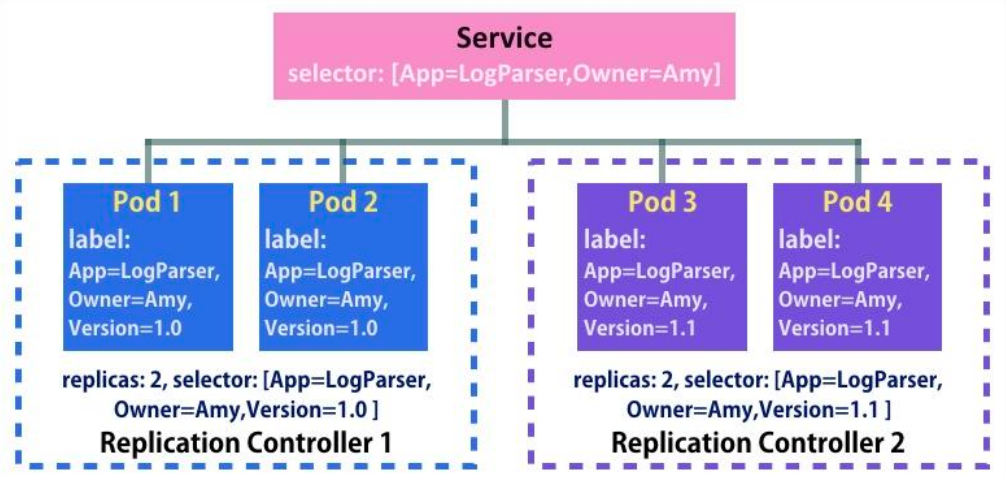 Service
selector: [App=LogParser,Owner=Amy]
Pod 1
label:
App=LogParser,
Owner=Amy,
Version=1.0
Pod 2
label:
App=LogParser,
Owner=Amy,
Version=1.0
replicas: 2, selector: [App=LogParser,
Owner=Amy,Version=1.0 ]
Replication Controller 1
Pod 3
label:
App=LogParser,
Owner=Amy,
Version=1.1
Pod 4
label:
App=LogParser,
Owner=Amy,
Version=1.1
replicas: 2, selector: [App=LogParser,
Owner=Amy,Version=1.1 ]
Replication Controller 2